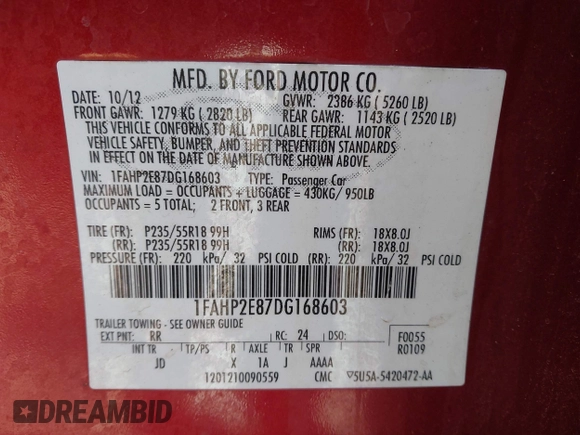 MFD. BY FORD MOTOR CO.
DATE: 10/12 GVWR: 2386 KG ( 5260 LB)
FRONT GAWR: 1279 KG ( 2820 LB) REAR GAWR: 1143 KG ( 2520 LB)
THIS VEHICLE CONFORMS TO ALL APPLICABLE FEDERAL MOTOR
VEHICLE SAFETY, BUMPER, AND THEFT PREVENTION STANDARDS
IN EFFECT ON THE DATE OF MANUFACTURE SHOWN ABOVE.
VIN: 1FAHP2E87DG168603 TYPE: Passenger Car
MAXIMUM LOAD = OCCUPANTS + LUGGAGE = 430KG/ 950LB
OCCUPANTS = 5 TOTAL; 2 FRONT, 3 REAR
TIRE (FR): P235/55R18 99H RIMS (FR): 18X8.0J
(RR): P235/55R18 99H (RR): 18X8.0J
PRESSURE (FR): 220 kPa/ 32 PSI COLD (RR): 220 kPa/ 32 PSI COLD
1FAHP2E87DG168603
TRAILER TOWING - SEE OWNER GUIDE
EXT PNT: RR RC: 24 DSO: F0055
R0109
INT TR TP/PS R AXLE TR SPR
JD X 1A J AAAA
1201210090559 CMC 5U5A-5420472-AA
DREAMBID